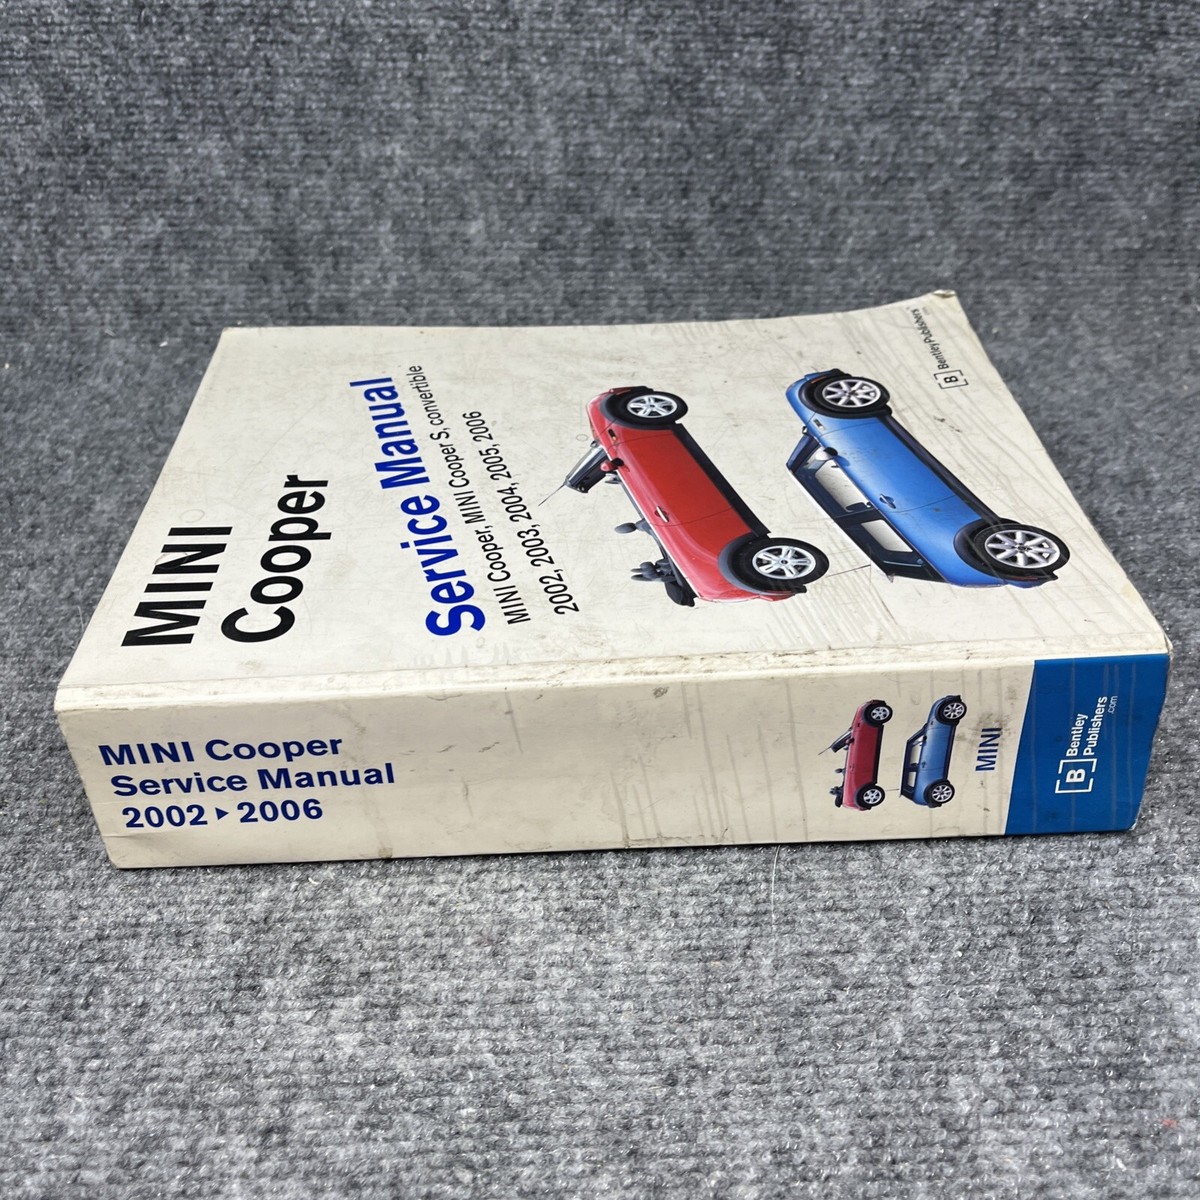 MINI
Cooper
Service Manual
MINI Cooper, MINI Cooper S, convertible
2002, 2003, 2004, 2005, 2006
[B] Bentley Publishers
MINI Cooper
Service Manual
2002 ▸ 2006
MINI
[B] Bentley
Publishers
.com